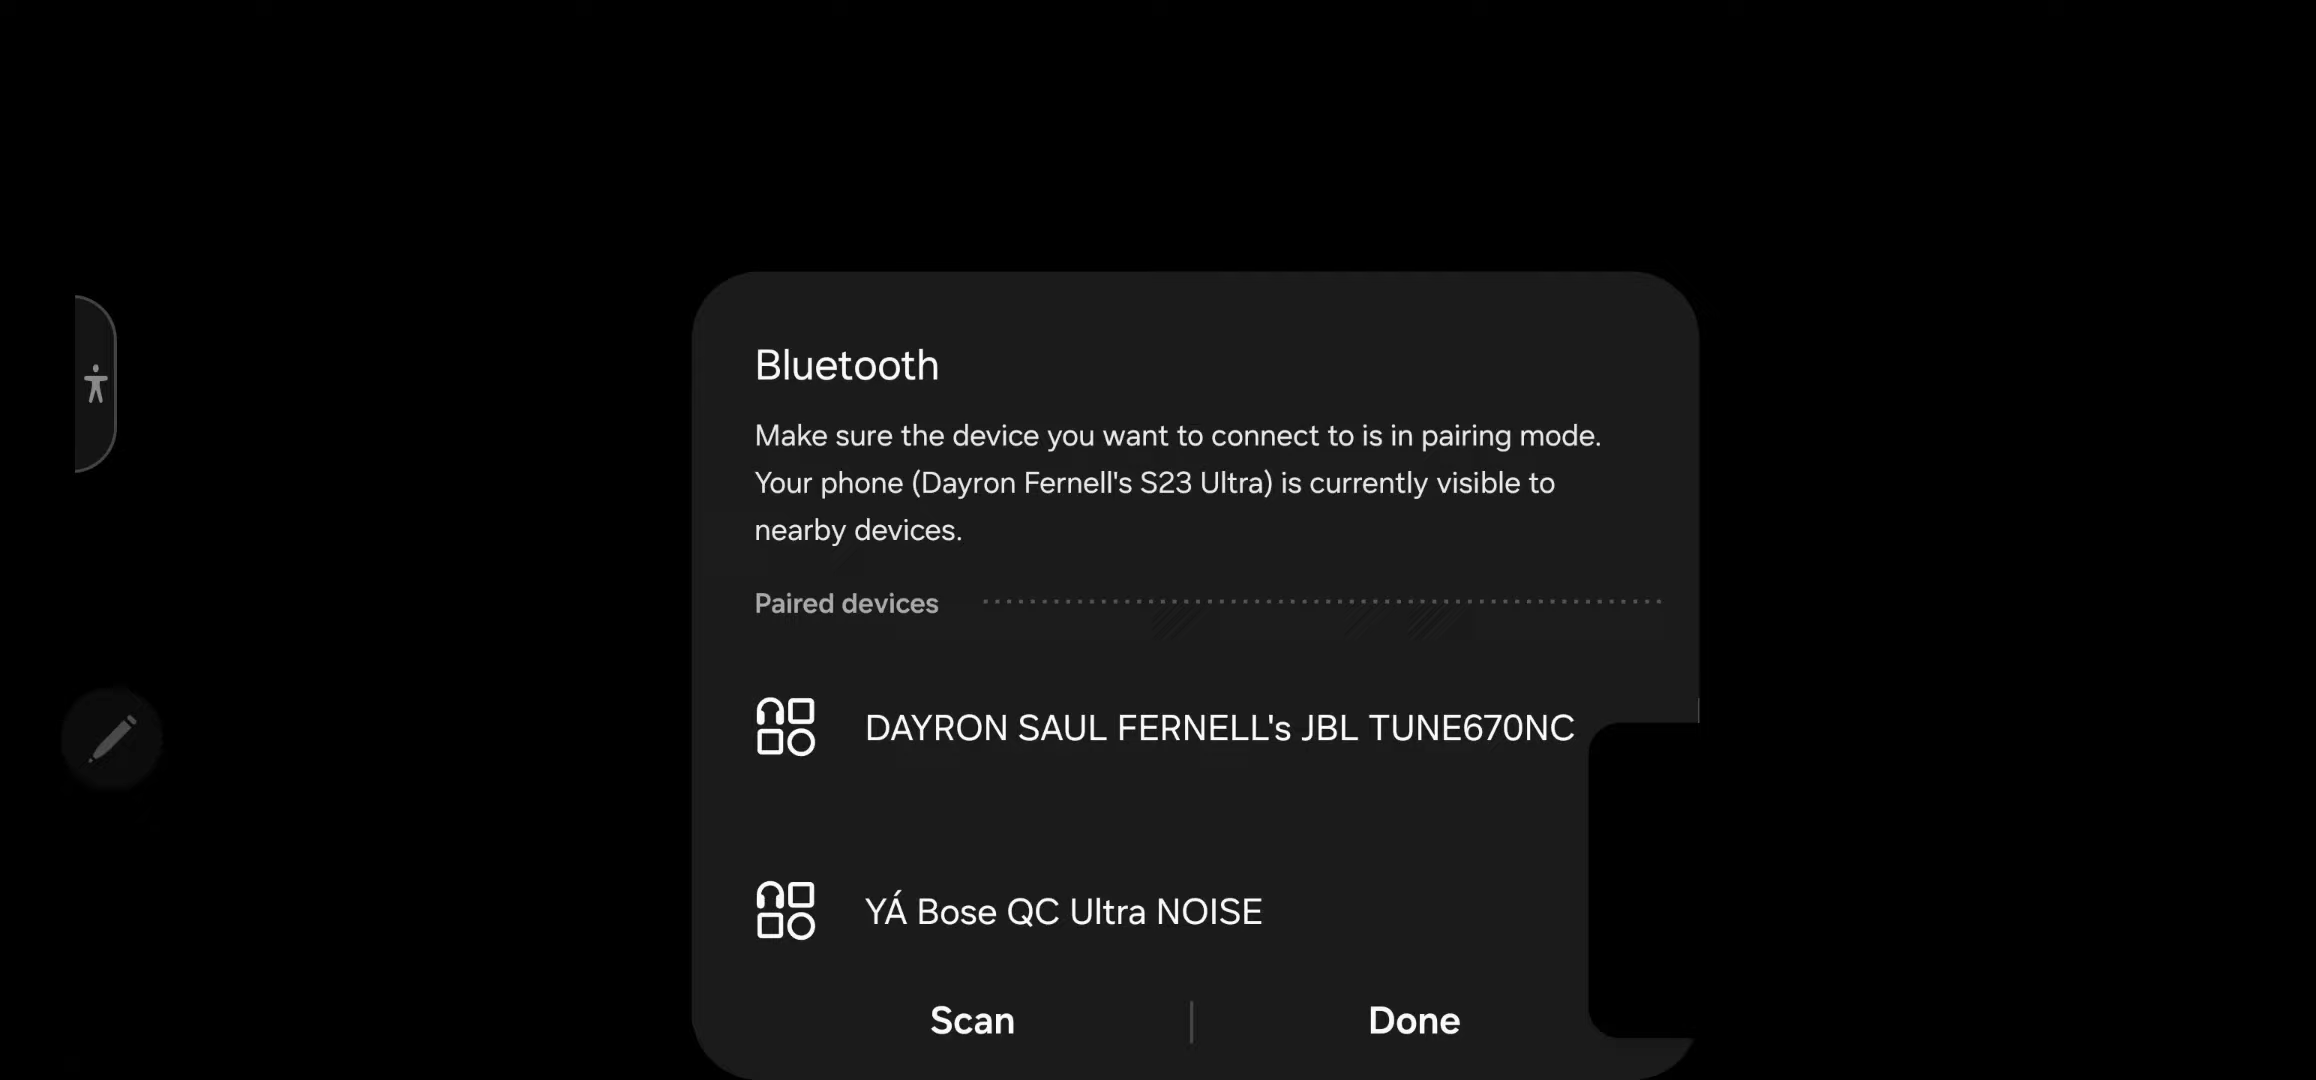 Bluetooth
Make sure the device you want to connect to is in pairing mode.
Your phone (Dayron Fernell's S23 Ultra) is currently visible to
nearby devices.
Paired devices
DAYRON SAUL FERNELL's JBL TUNE670NC
YÁ Bose QC Ultra NOISE
Scan
Done